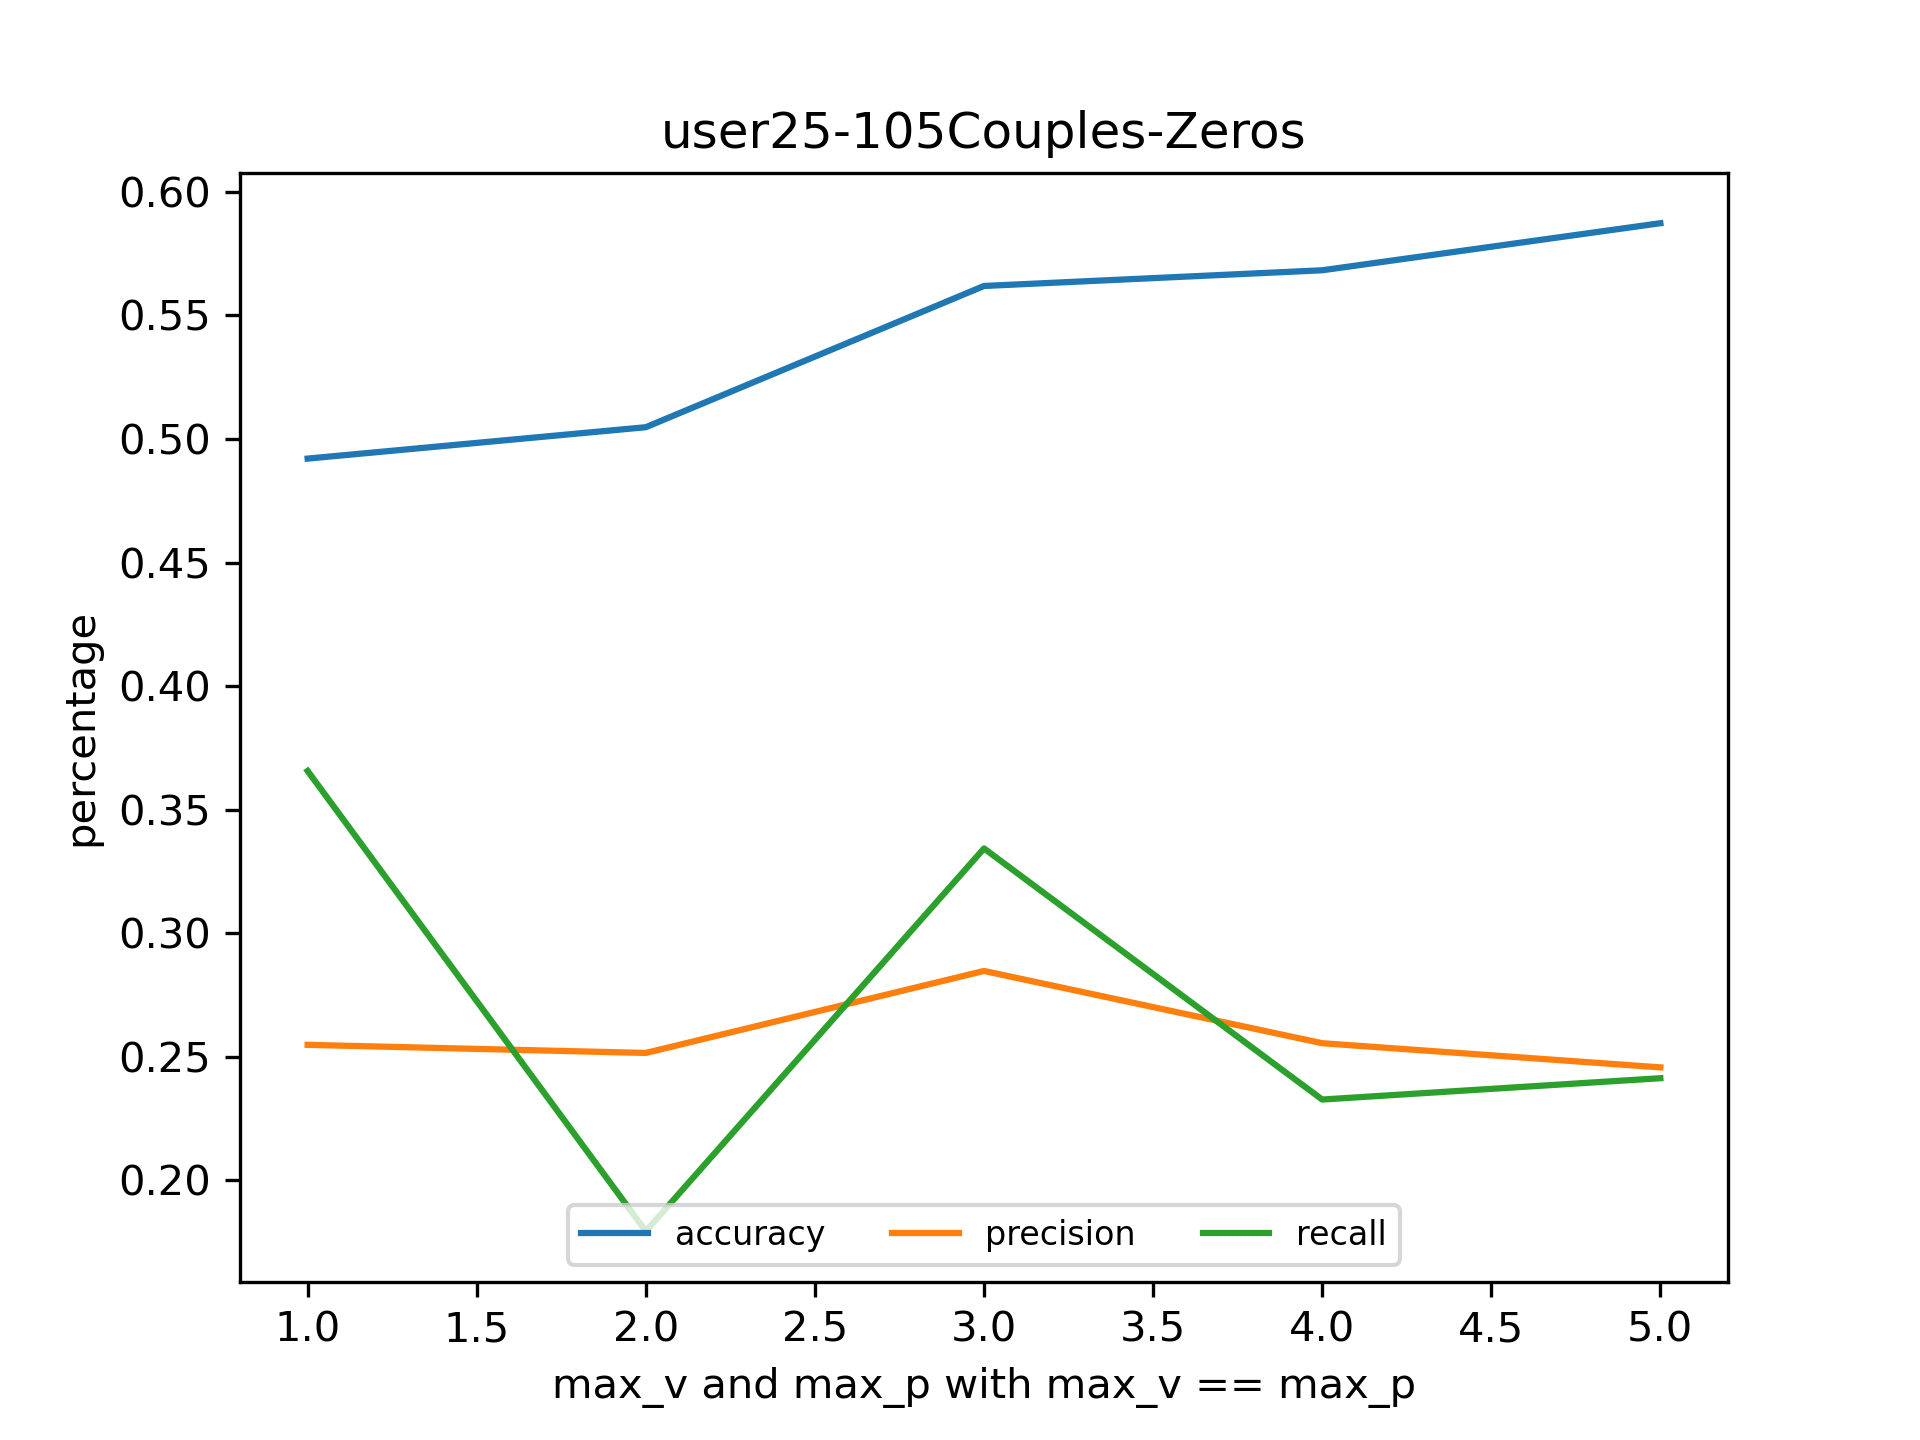 user25-105Couples-Zeros
0.60
0.55
0.50
0.45
0.40
0.35
0.30
0.25
0.20
percentage
accuracy precision recall
1.0 1.5 2.0 2.5 3.0 3.5 4.0 4.5 5.0
max_v and max_p with max_v == max_p